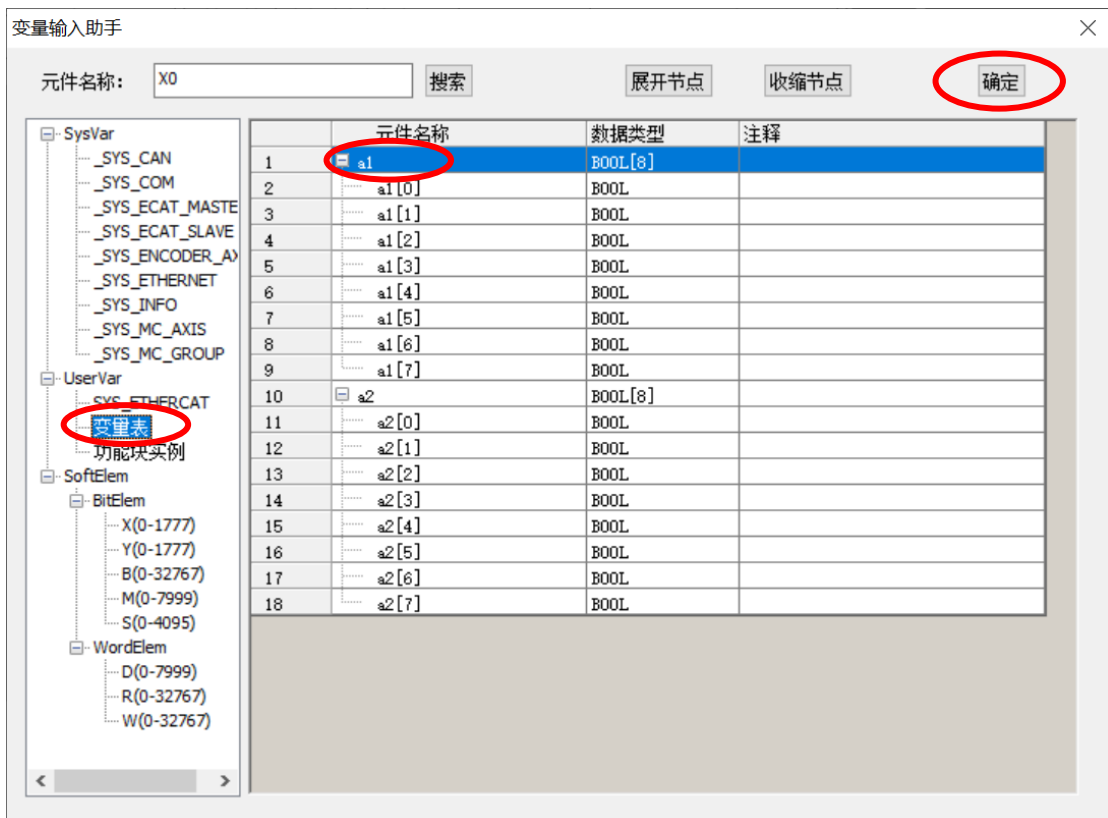 变量输入助手
元件名称: X0 搜索 展开节点 收缩节点 确定
SysVar
_SYS_CAN
_SYS_COM
_SYS_ECAT_MASTE
_SYS_ECAT_SLAVE
_SYS_ENCODER_AX
_SYS_ETHERNET
_SYS_INFO
_SYS_MC_AXIS
_SYS_MC_GROUP
UserVar
SYS_ETHERCAT
变量表
功能块实例
SoftElem
BitElem
X(0-1777)
Y(0-1777)
B(0-32767)
M(0-7999)
S(0-4095)
WordElem
D(0-7999)
R(0-32767)
W(0-32767)
元件名称 数据类型 注释
1 a1 BOOL[8]
2 a1[0] BOOL
3 a1[1] BOOL
4 a1[2] BOOL
5 a1[3] BOOL
6 a1[4] BOOL
7 a1[5] BOOL
8 a1[6] BOOL
9 a1[7] BOOL
10 a2 BOOL[8]
11 a2[0] BOOL
12 a2[1] BOOL
13 a2[2] BOOL
14 a2[3] BOOL
15 a2[4] BOOL
16 a2[5] BOOL
17 a2[6] BOOL
18 a2[7] BOOL